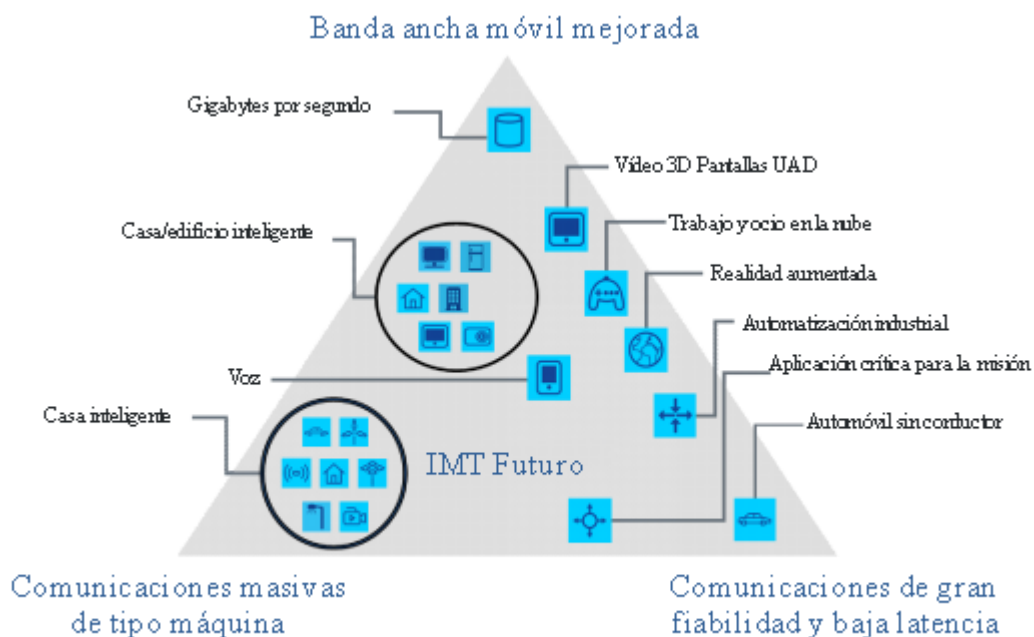 Banda ancha móvil mejorada
Gigabytes por segundo
Vídeo 3D Pantallas UAD
Trabajo y ocio en la nube
Casa/edificio inteligente
Realidad aumentada
Automatización industrial
Aplicación crítica para la misión
Voz
Casa inteligente
Automóvil sin conductor
IMT Futuro
Comunicaciones masivas
de tipo máquina
Comunicaciones de gran
fiabilidad y baja latencia